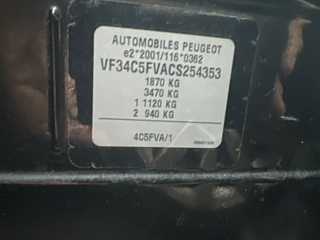 AUTOMOBILES PEUGEOT
e2*2001/116*0362
VF34C5FVACS254353
1870 KG
3470 KG
1 1120 KG
2 940 KG
4C5FVA/1